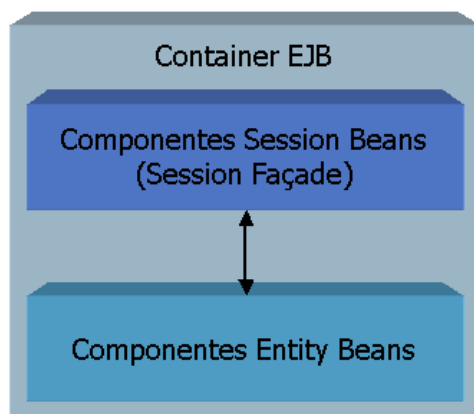 Container EJB
Componentes Session Beans
(Session Façade)
Componentes Entity Beans